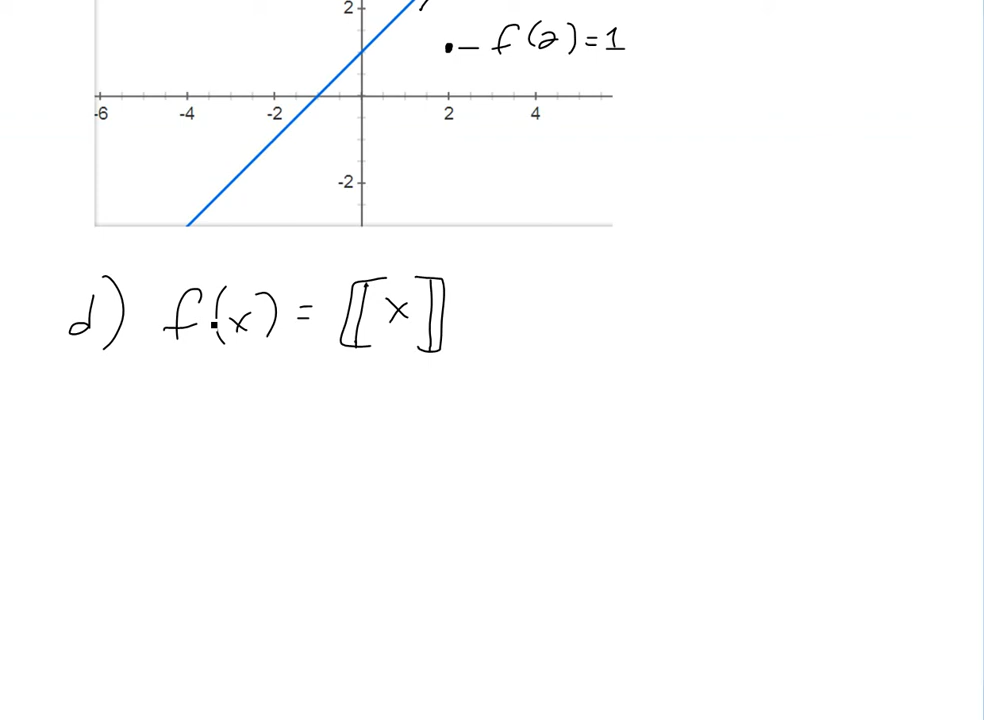 2
- f(2)=1
-6 -4 -2 2 4
-2
d) f(x) = [[x]]